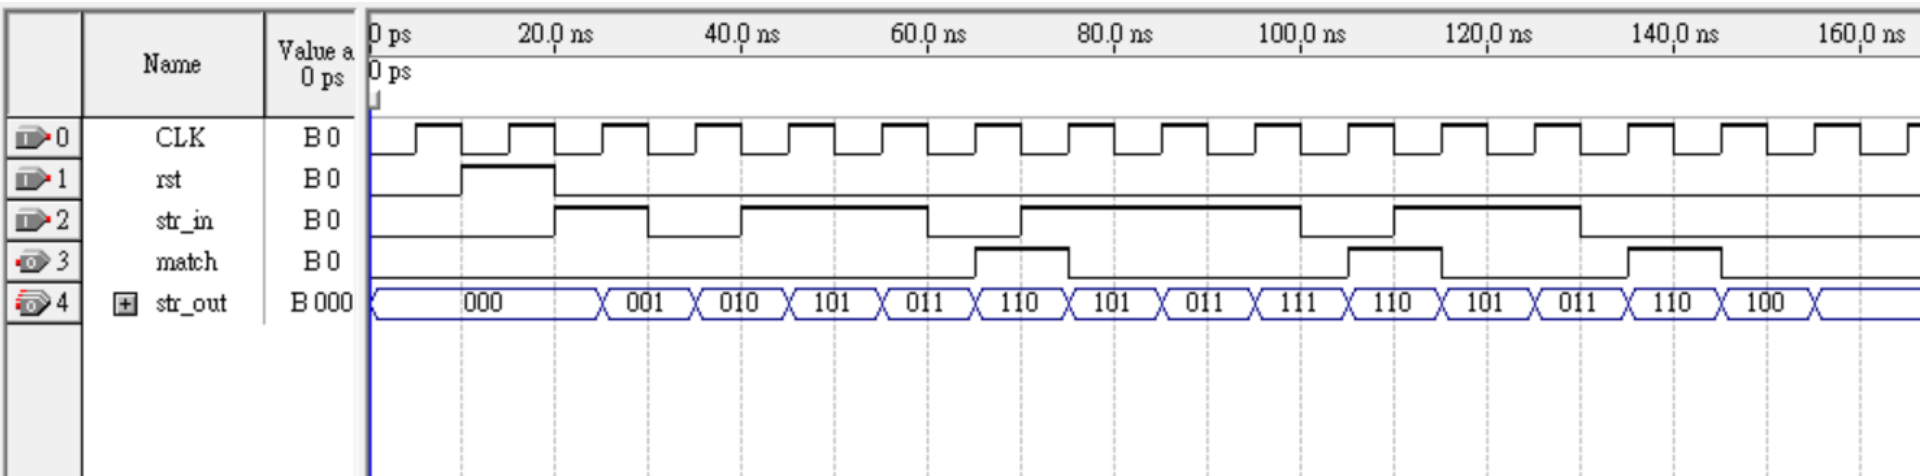 Name
Value a
0 ps
0 ps 20.0 ns 40.0 ns 60.0 ns 80.0 ns 100.0 ns 120.0 ns 140.0 ns 160.0 ns
0 ps
0 CLK B 0
1 rst B 0
2 str_in B 0
3 match B 0
4 + str_out B 000 000 001 010 101 011 110 101 011 111 110 101 011 110 100